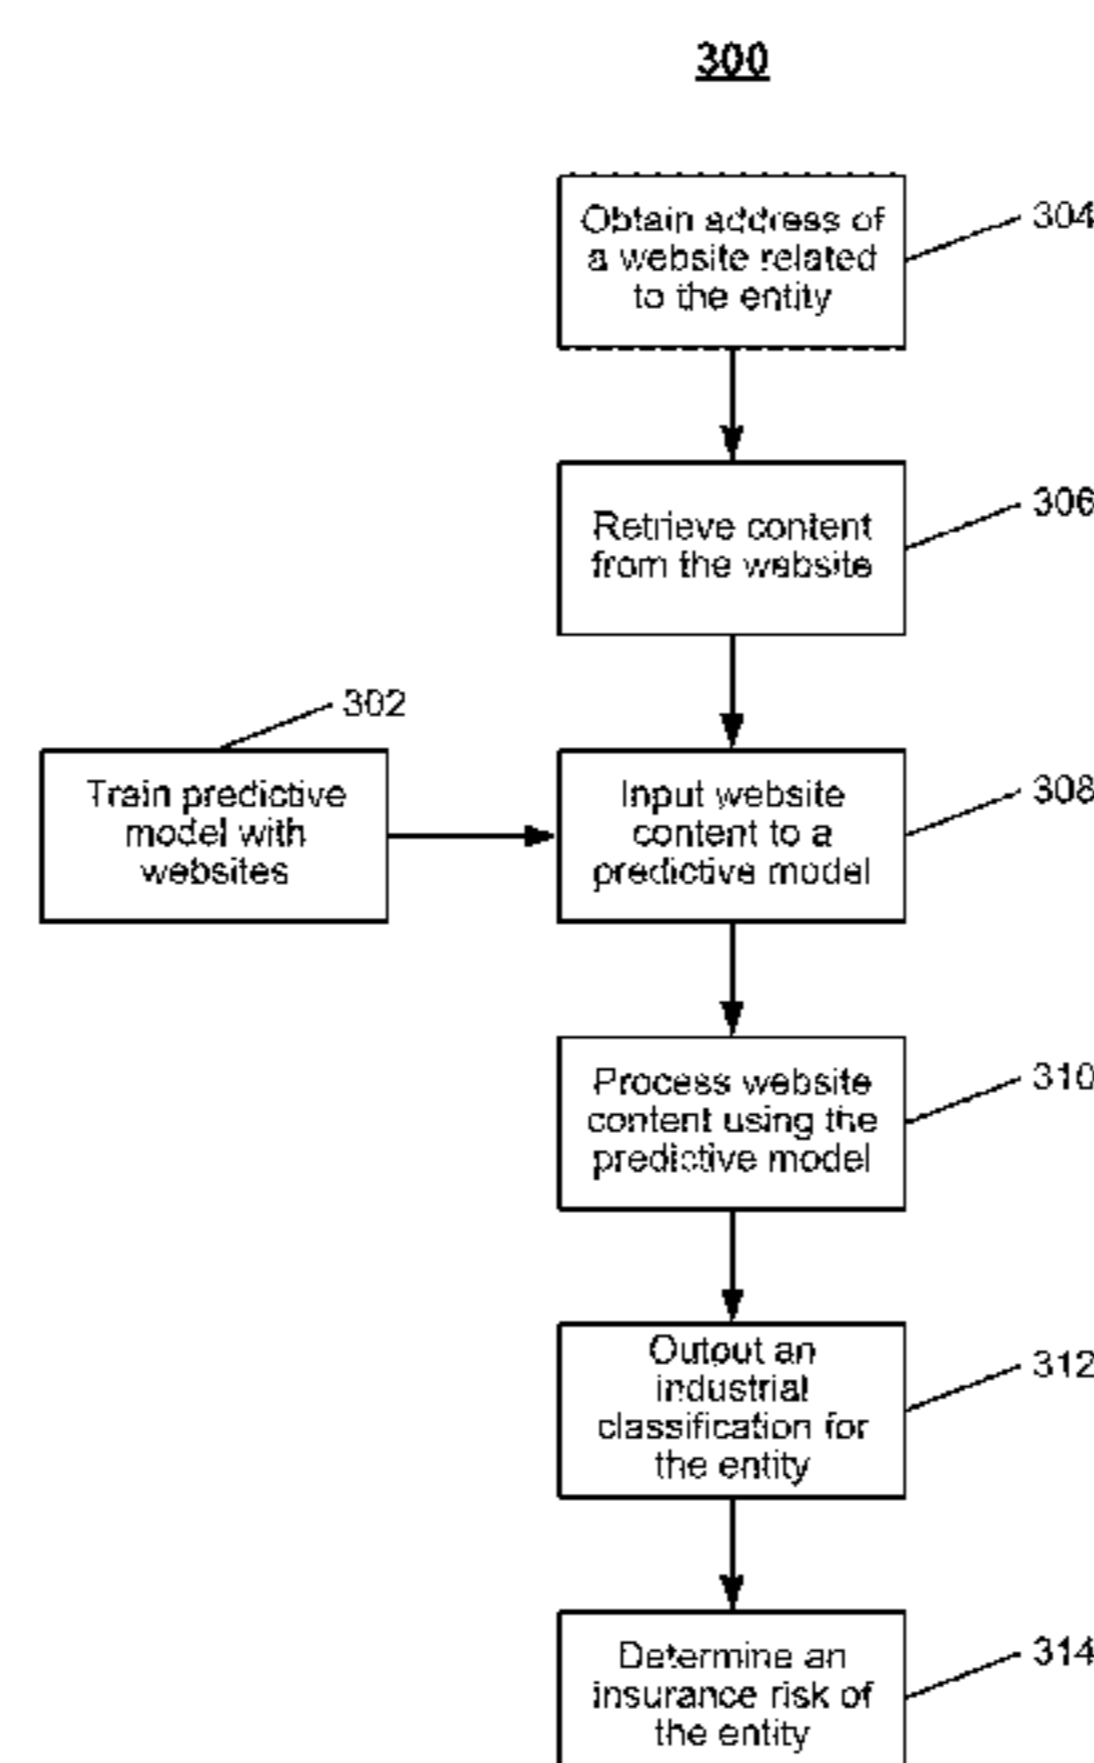 300
Obtain address of
a website related
to the entity
304
Retrieve content
from the website
306
302
Train predictive
model with
websites
Input website
content to a
predictive model
308
Process website
content using the
predictive model
310
Output an
industrial
classification for
the entity
312
Determine an
insurance risk of
the entity
314